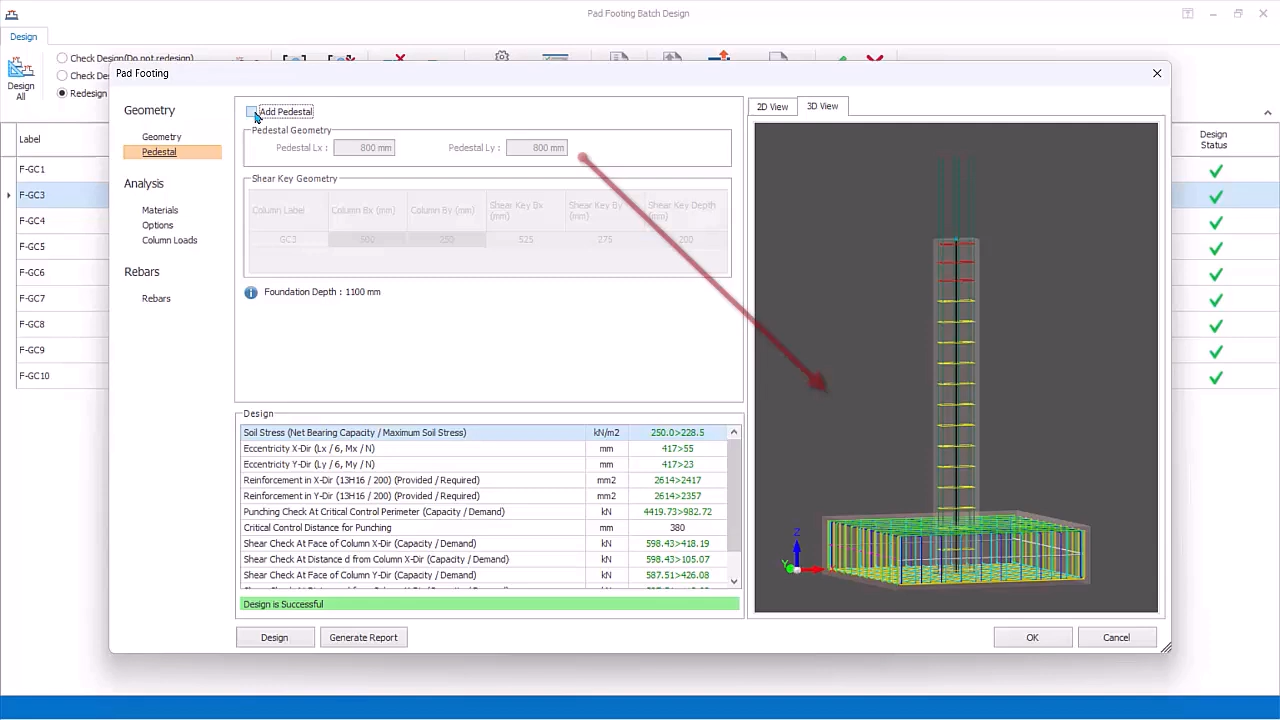 Pad Footing Batch Design
Design
Check Design(Do not redesign)
Check De
Redesign
Design
All
Pad Footing
Label
F-GC1
F-GC3
F-GC4
F-GC5
F-GC6
F-GC7
F-GC8
F-GC9
F-GC10
Geometry
Geometry
Pedestal
Analysis
Materials
Options
Column Loads
Rebars
Rebars
Add Pedestal
Pedestal Geometry
Pedestal Lx : 800 mm Pedestal Ly : 800 mm
Shear Key Geometry
Column Label Column Bx (mm) Column By (mm) Shear Key Bx (mm) Shear Key By (mm) Shear Key Depth (mm)
GC3 500 250 525 275 200
Foundation Depth : 1100 mm
Design
Soil Stress (Net Bearing Capacity / Maximum Soil Stress) kN/m2 250.0>228.5
Eccentricity X-Dir (Lx / 6, Mx / N) mm 417>55
Eccentricity Y-Dir (Ly / 6, My / N) mm 417>23
Reinforcement in X-Dir (13H16 / 200) (Provided / Required) mm2 2614>2417
Reinforcement in Y-Dir (13H16 / 200) (Provided / Required) mm2 2614>2357
Punching Check At Critical Control Perimeter (Capacity / Demand) kN 4419.73>982.72
Critical Control Distance for Punching mm 380
Shear Check At Face of Column X-Dir (Capacity / Demand) kN 598.43>418.19
Shear Check At Distance d from Column X-Dir (Capacity / Demand) kN 598.43>105.07
Shear Check At Face of Column Y-Dir (Capacity / Demand) kN 587.51>426.08
Design is Successful
Design
Generate Report
2D View
3D View
Z
Y
OK
Cancel
Design
Status